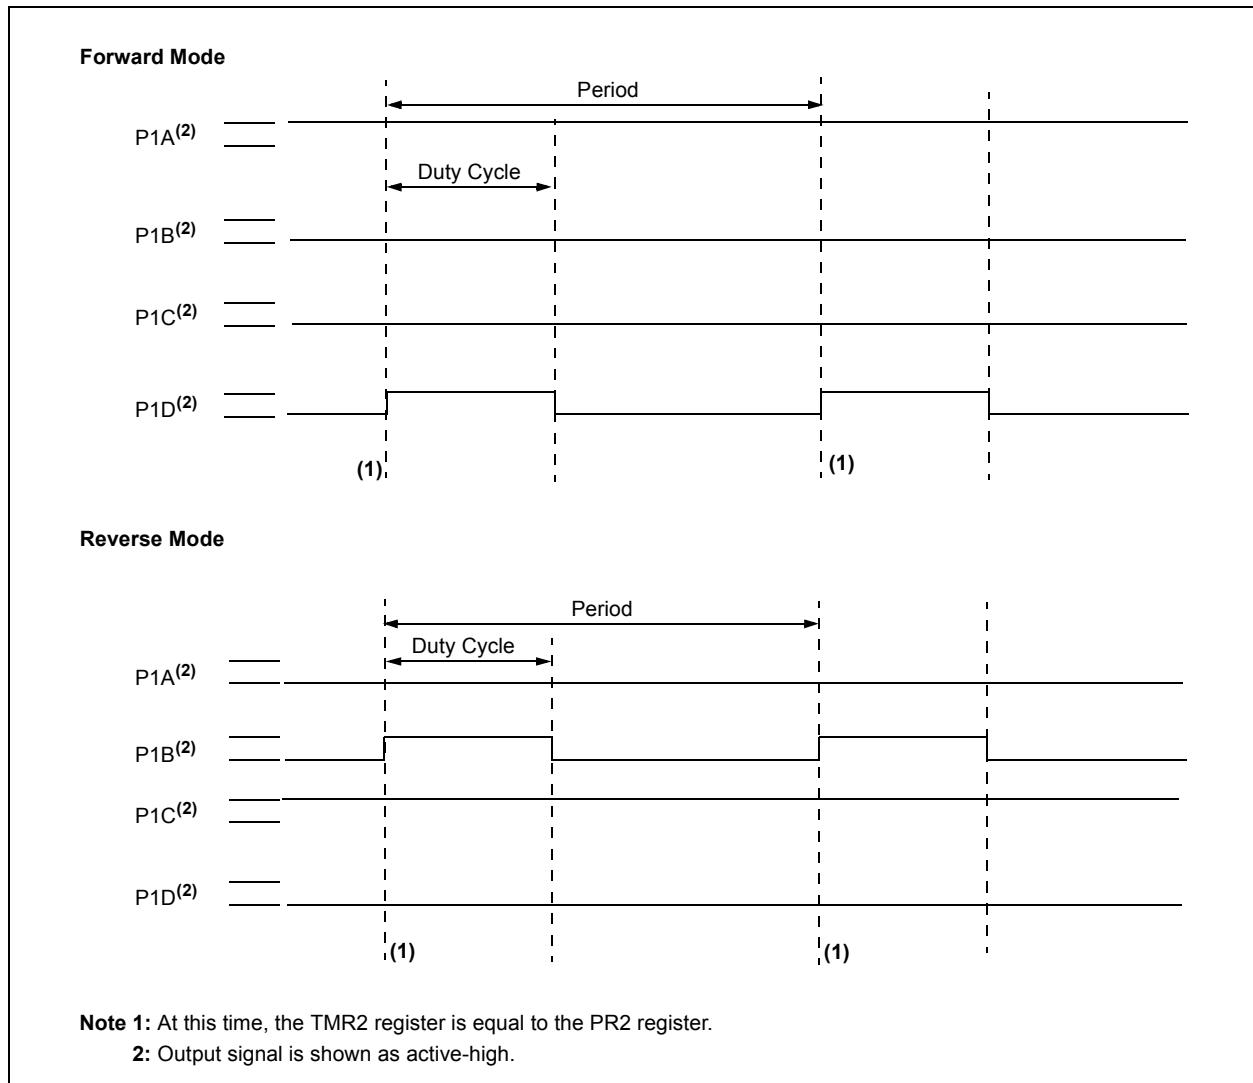 Forward Mode
Period
P1A(2)
Duty Cycle
P1B(2)
P1C(2)
P1D(2)
(1)
(1)
Reverse Mode
Period
Duty Cycle
P1A(2)
P1B(2)
P1C(2)
P1D(2)
(1)
(1)
Note 1: At this time, the TMR2 register is equal to the PR2 register.
2: Output signal is shown as active-high.